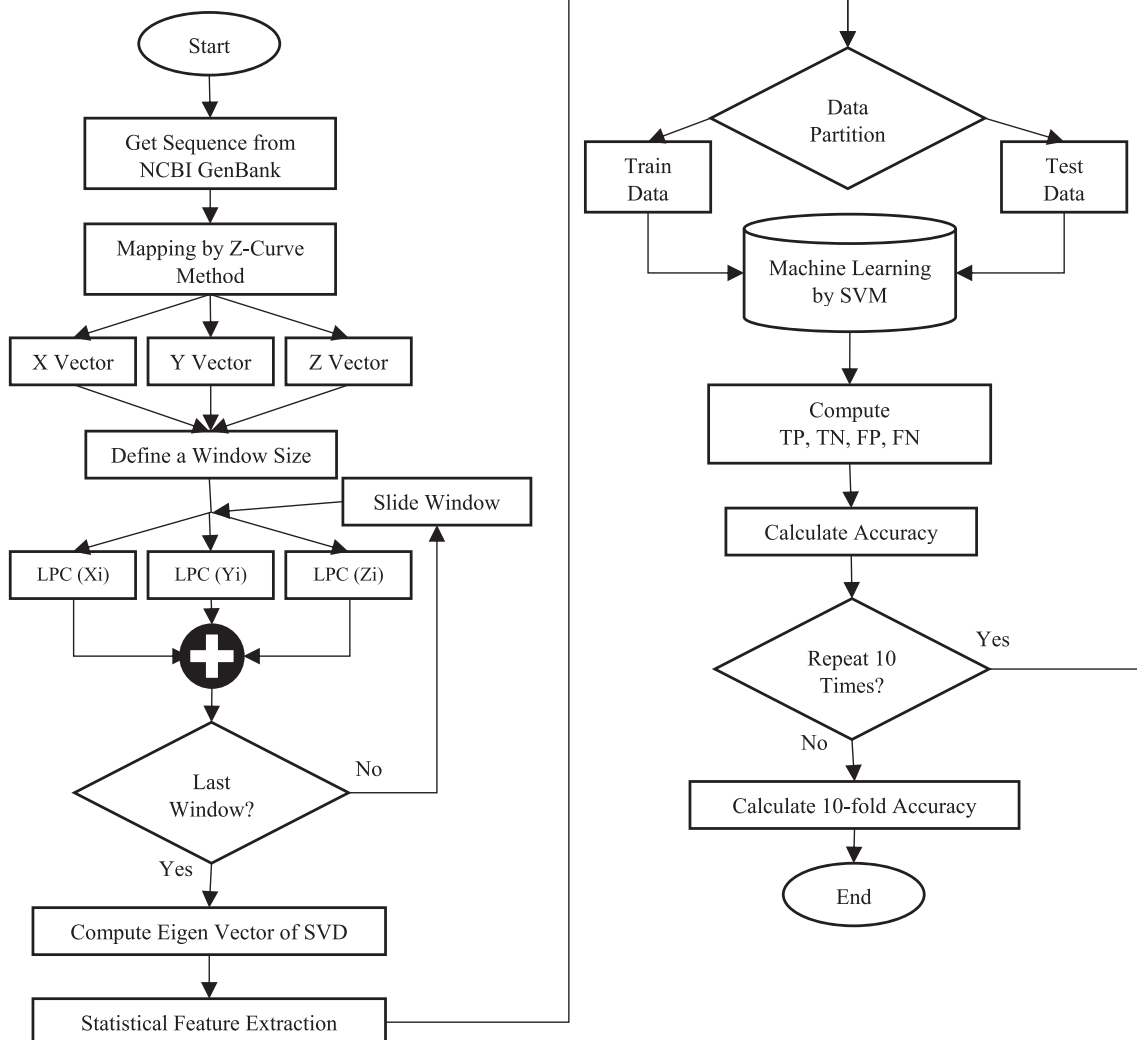 Start
Get Sequence from
NCBI GenBank
Mapping by Z-Curve
Method
X Vector
Y Vector
Z Vector
Define a Window Size
Slide Window
LPC (Xi)
LPC (Yi)
LPC (Zi)
Last
Window?
No
Yes
Compute Eigen Vector of SVD
Statistical Feature Extraction
Data
Partition
Train
Data
Test
Data
Machine Learning
by SVM
Compute
TP, TN, FP, FN
Calculate Accuracy
Repeat 10
Times?
Yes
No
Calculate 10-fold Accuracy
End